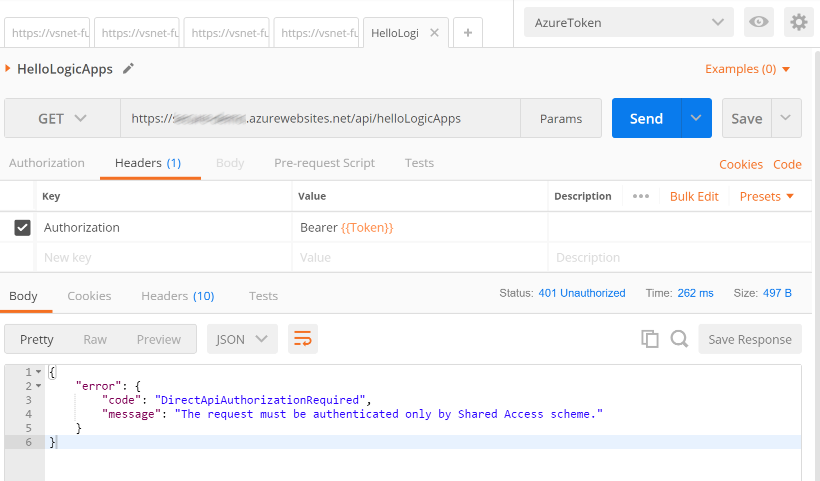 https://vsnet-fu https://vsnet-fu https://vsnet-fu https://vsnet-fu HelloLogi × + AzureToken
HelloLogicApps Examples (0)
GET https:// .azurewebsites.net/api/helloLogicApps Params Send Save
Authorization Headers (1) Body Pre-request Script Tests Cookies Code
Key Value Description ••• Bulk Edit Presets
Authorization Bearer {{Token}}
New key Value Description
Body Cookies Headers (10) Tests Status: 401 Unauthorized Time: 262 ms Size: 497 B
Pretty Raw Preview JSON Save Response
1 {
2 "error": {
3 "code": "DirectApiAuthorizationRequired",
4 "message": "The request must be authenticated only by Shared Access scheme."
5 }
6 }